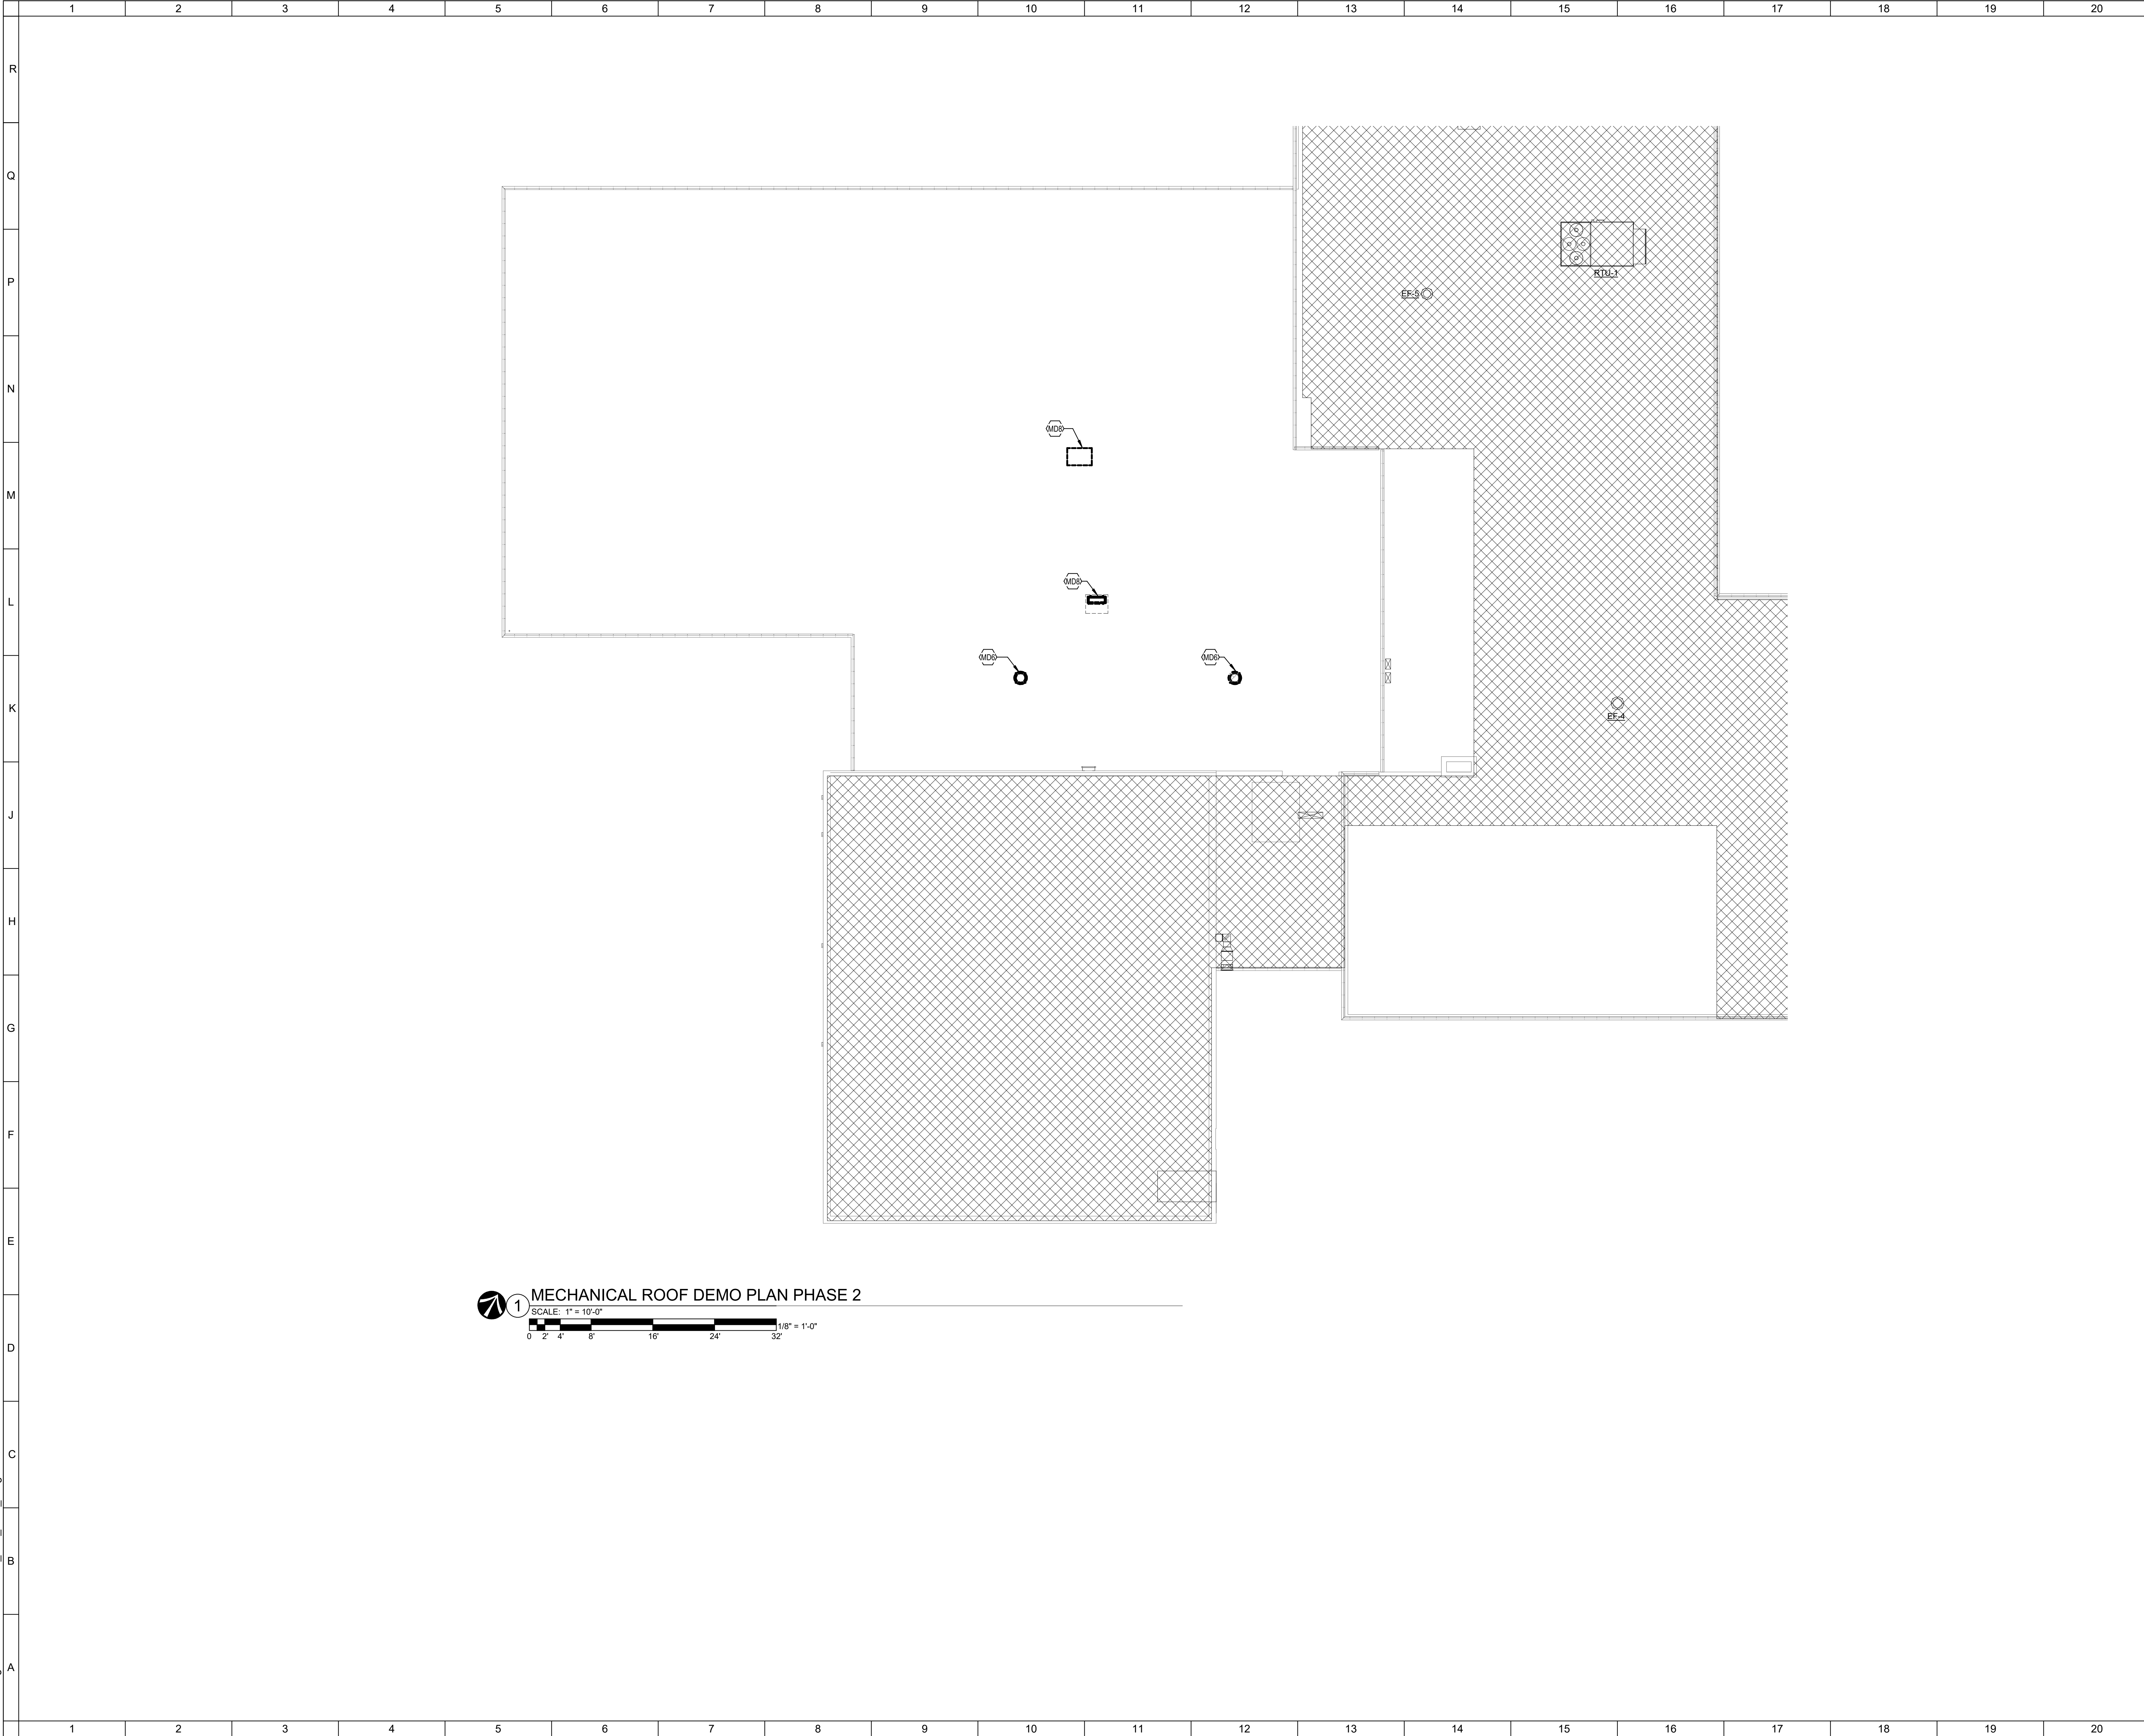 1 2 3 4 5 6 7 8 9 10 11 12 13 14 15 16 17 18 19 20
R
Q
P
N
M
L
K
J
H
G
F
E
D
C
B
A
RTU-1
EF-5
MD8
MD8
MD6 MD6
EF-4
1 MECHANICAL ROOF DEMO PLAN PHASE 2
SCALE: 1" = 10'-0"
1/8" = 1'-0"
0 2' 4' 8' 16' 24' 32'
1 2 3 4 5 6 7 8 9 10 11 12 13 14 15 16 17 18 19 20